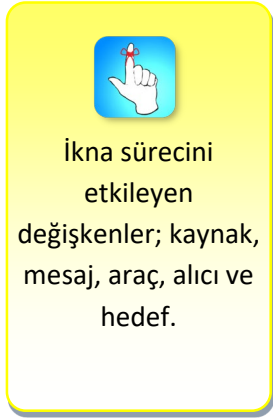 İkna sürecini
etkileyen
değişkenler; kaynak,
mesaj, araç, alıcı ve
hedef.